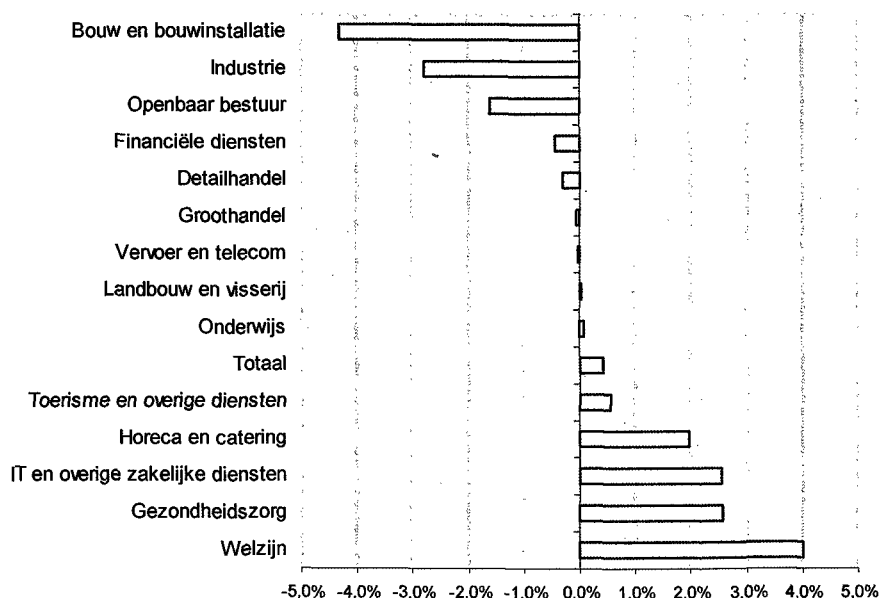 Bouw en bouwinstallatie
Industrie
Openbaar bestuur
Financiële diensten
Detailhandel
Groothandel
Vervoer en telecom
Landbouw en visserij
Onderwijs
Totaal
Toerisme en overige diensten
Horeca en catering
IT en overige zakelijke diensten
Gezondheidszorg
Welzijn
-5,0% -4,0% -3,0% -2,0% -1,0% 0,0% 1,0% 2,0% 3,0% 4,0% 5,0%